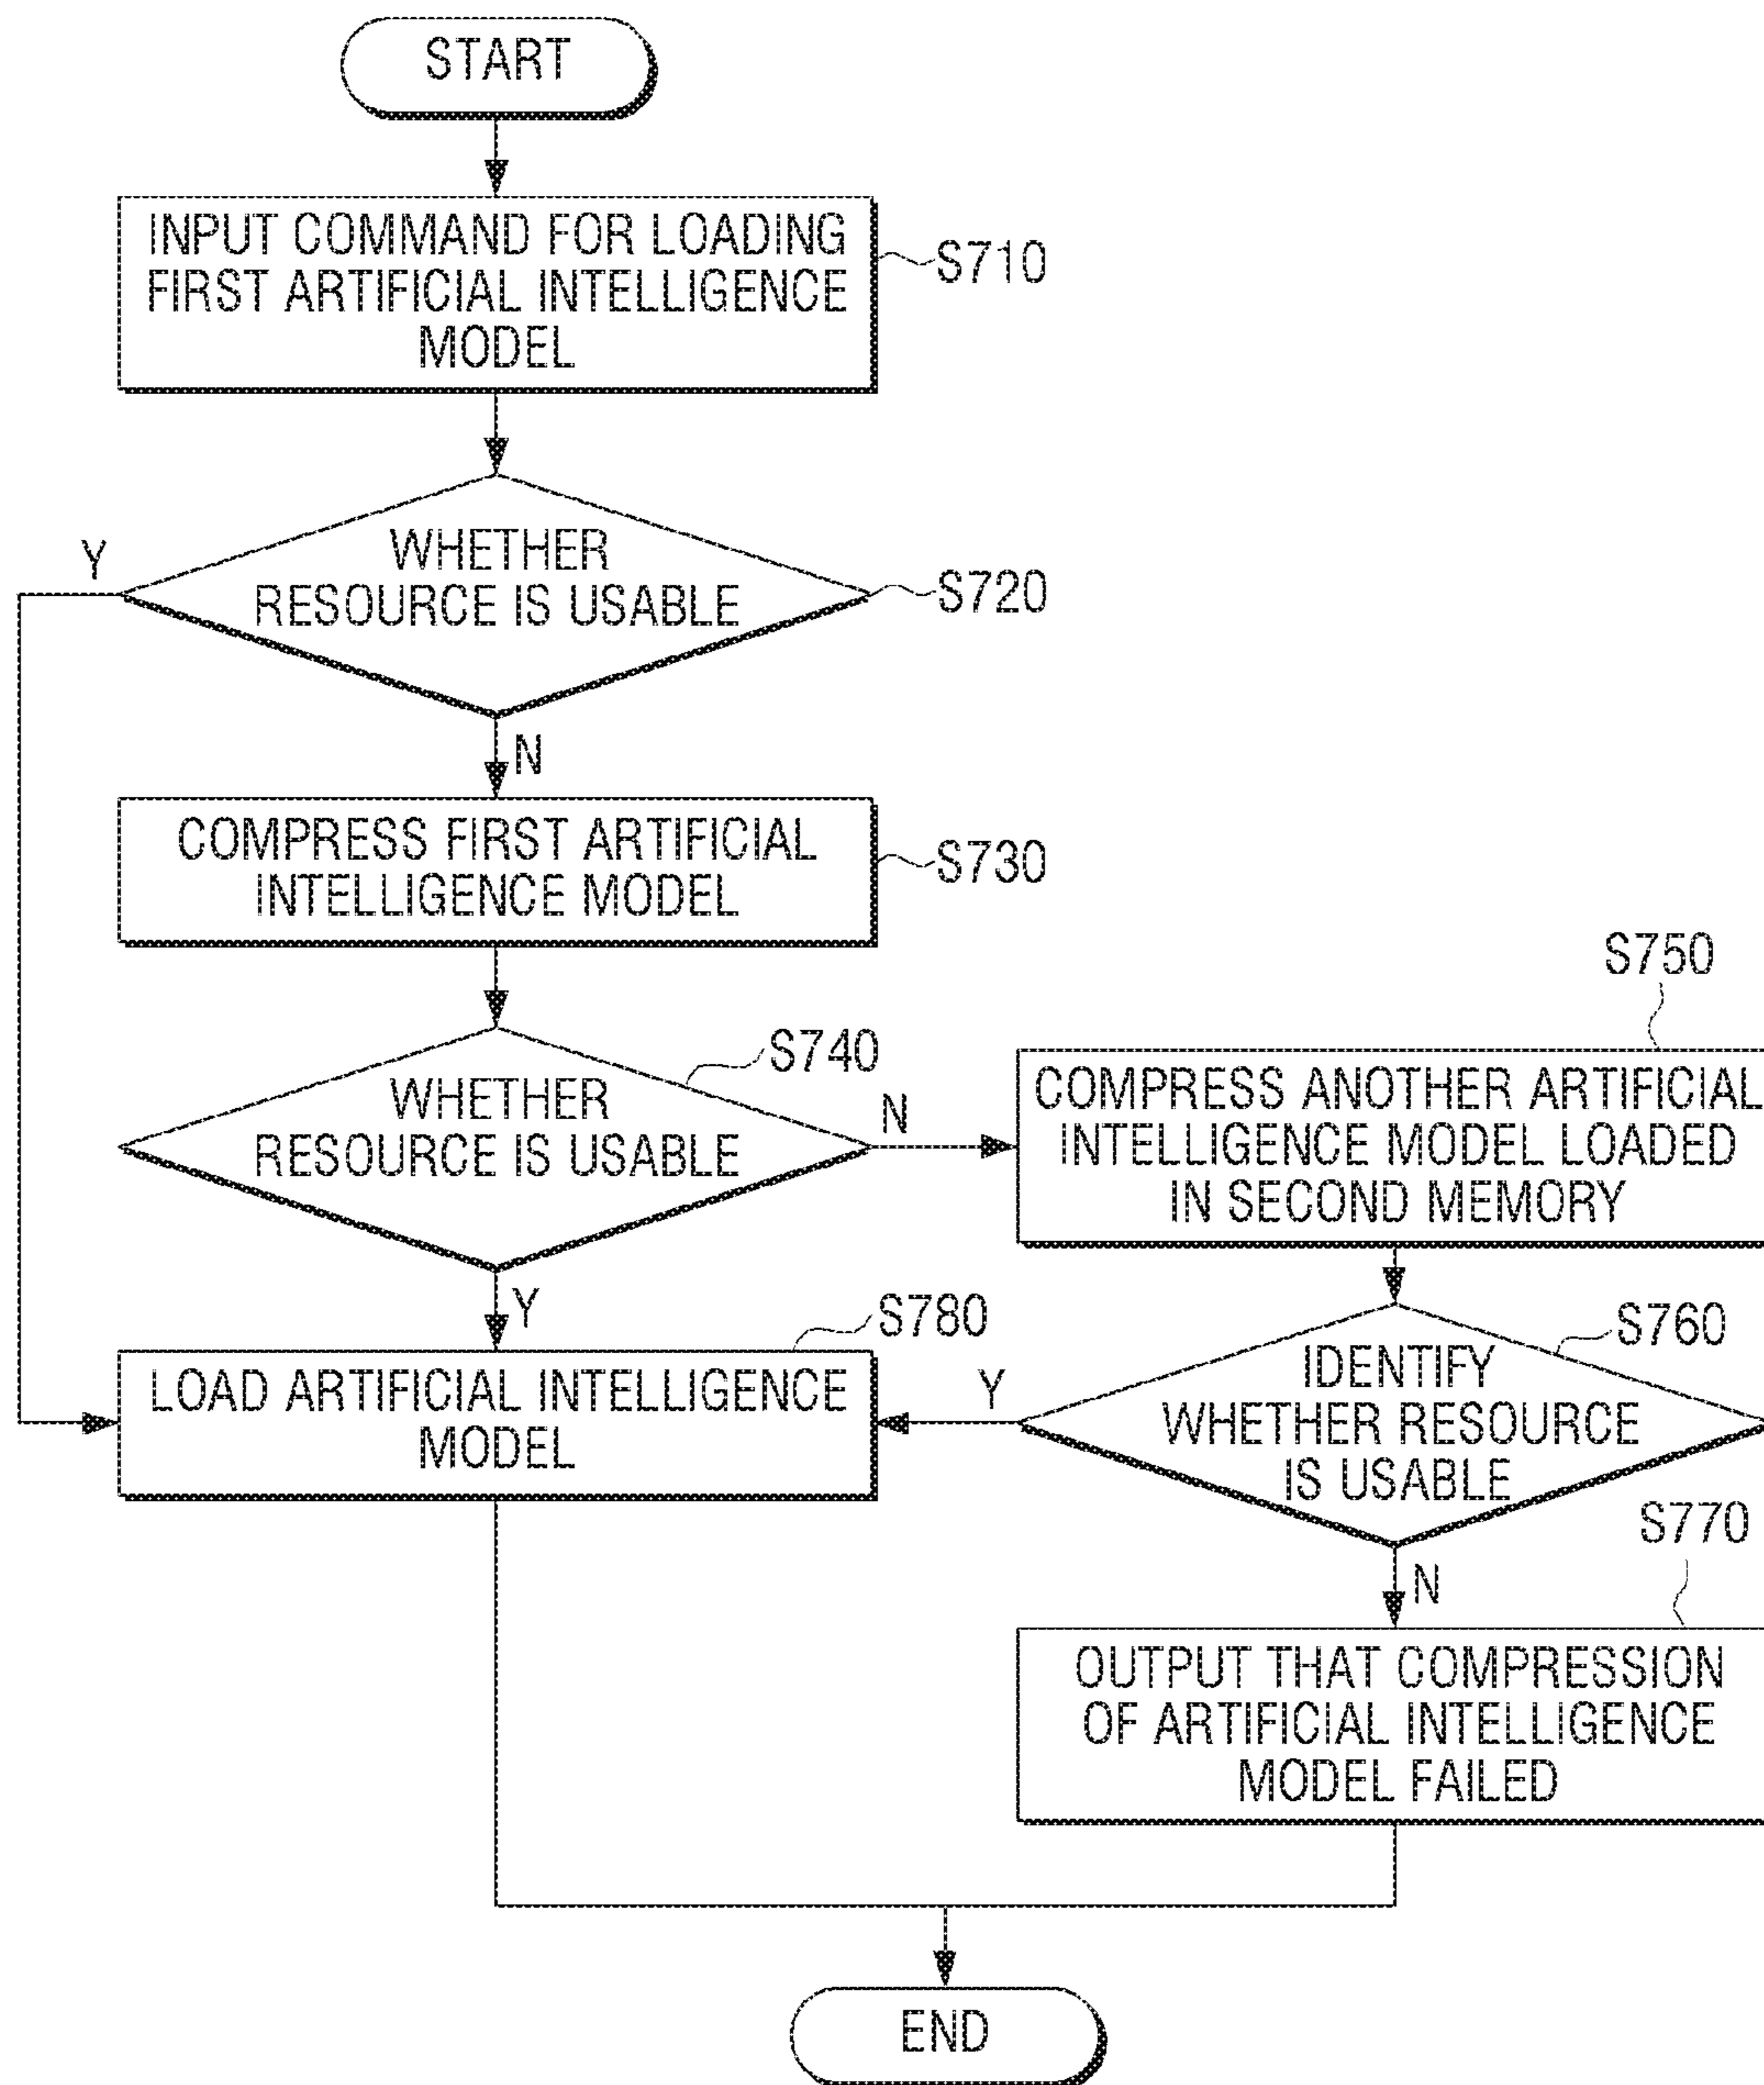 START
INPUT COMMAND FOR LOADING
FIRST ARTIFICIAL INTELLIGENCE
MODEL
S710
WHETHER
RESOURCE IS USABLE
S720
Y
N
COMPRESS FIRST ARTIFICIAL
INTELLIGENCE MODEL
S730
WHETHER
RESOURCE IS USABLE
S740
N
Y
S750
COMPRESS ANOTHER ARTIFICIAL
INTELLIGENCE MODEL LOADED
IN SECOND MEMORY
S760
IDENTIFY
WHETHER RESOURCE
IS USABLE
Y
N
S780
LOAD ARTIFICIAL INTELLIGENCE
MODEL
S770
OUTPUT THAT COMPRESSION
OF ARTIFICIAL INTELLIGENCE
MODEL FAILED
END